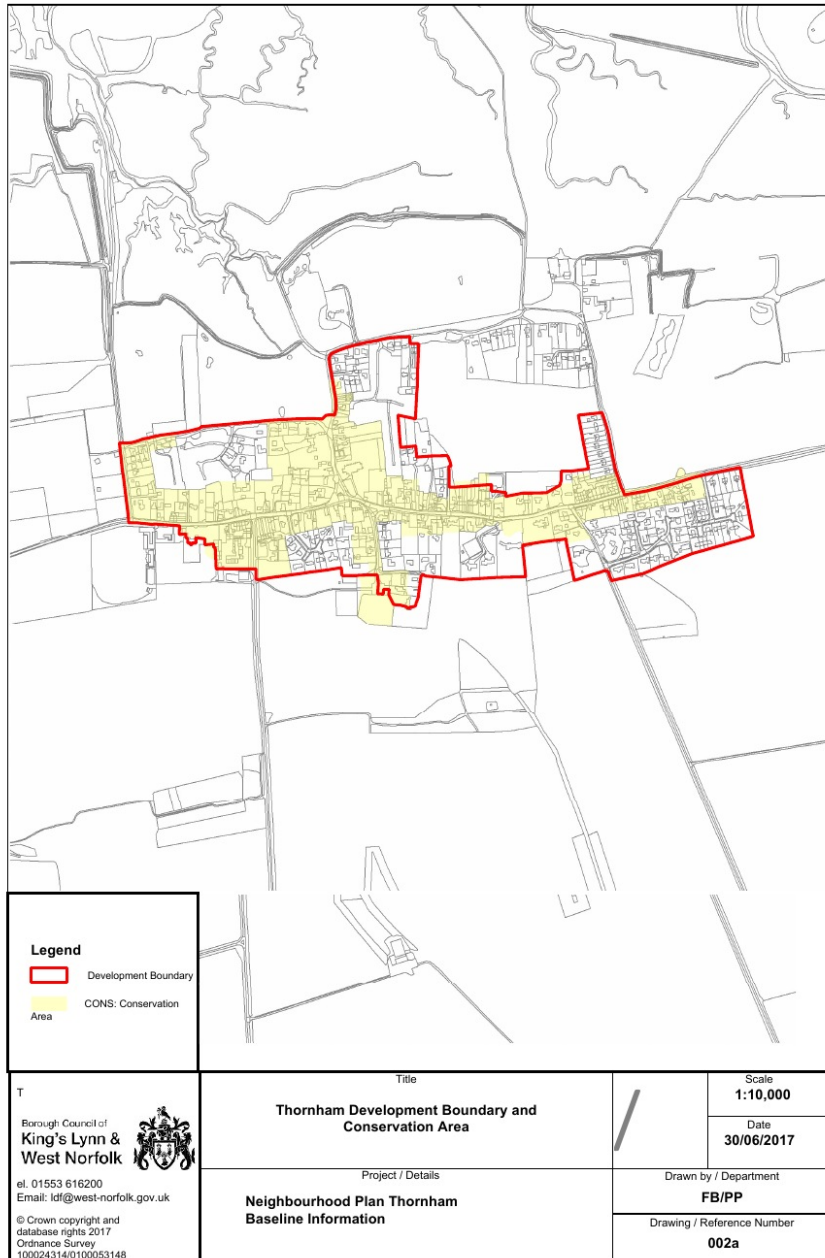 Legend
Development Boundary
CONS: Conservation
Area
T
Borough Council of
King's Lynn &
West Norfolk
el. 01553 616200
Email: ldf@west-norfolk.gov.uk
© Crown copyright and
database rights 2017
Ordnance Survey
100024314/0100053148
Title
Thornham Development Boundary and
Conservation Area
Project / Details
Neighbourhood Plan Thornham
Baseline Information
Scale
1:10,000
Date
30/06/2017
Drawn by / Department
FB/PP
Drawing / Reference Number
002a